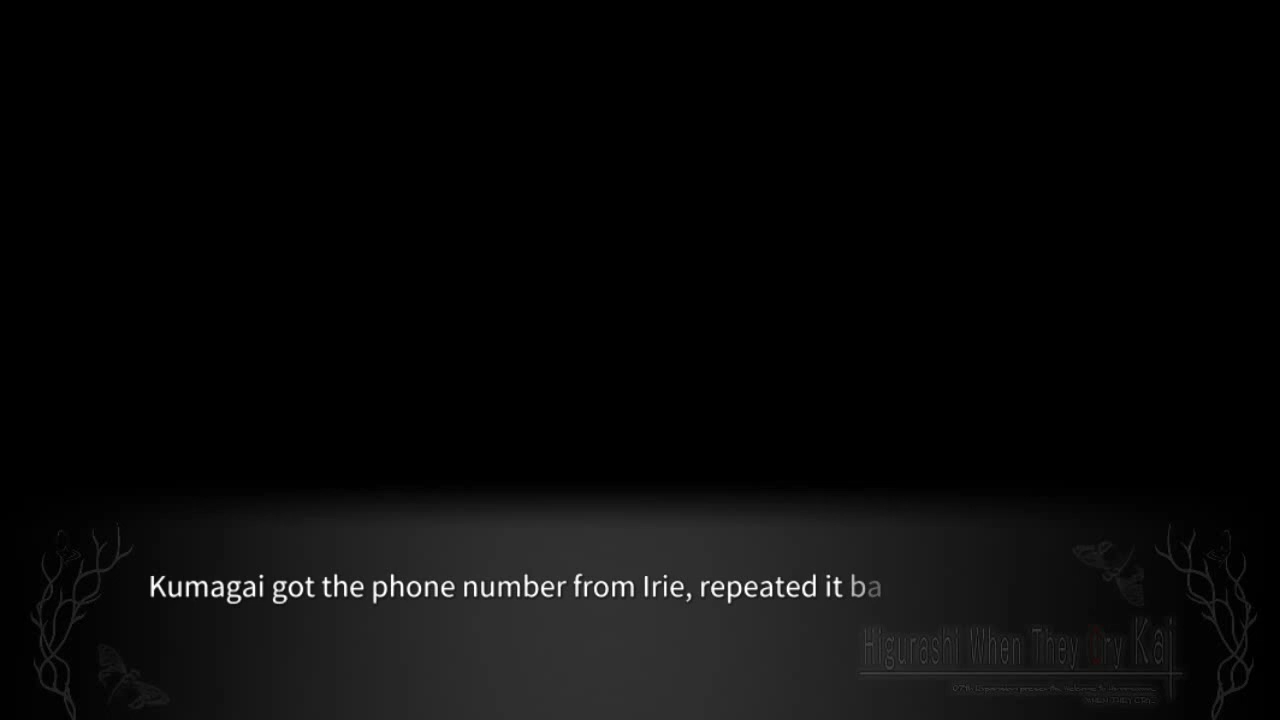 Kumagai got the phone number from Irie, repeated it ba
Higurashi When They Cry Kai